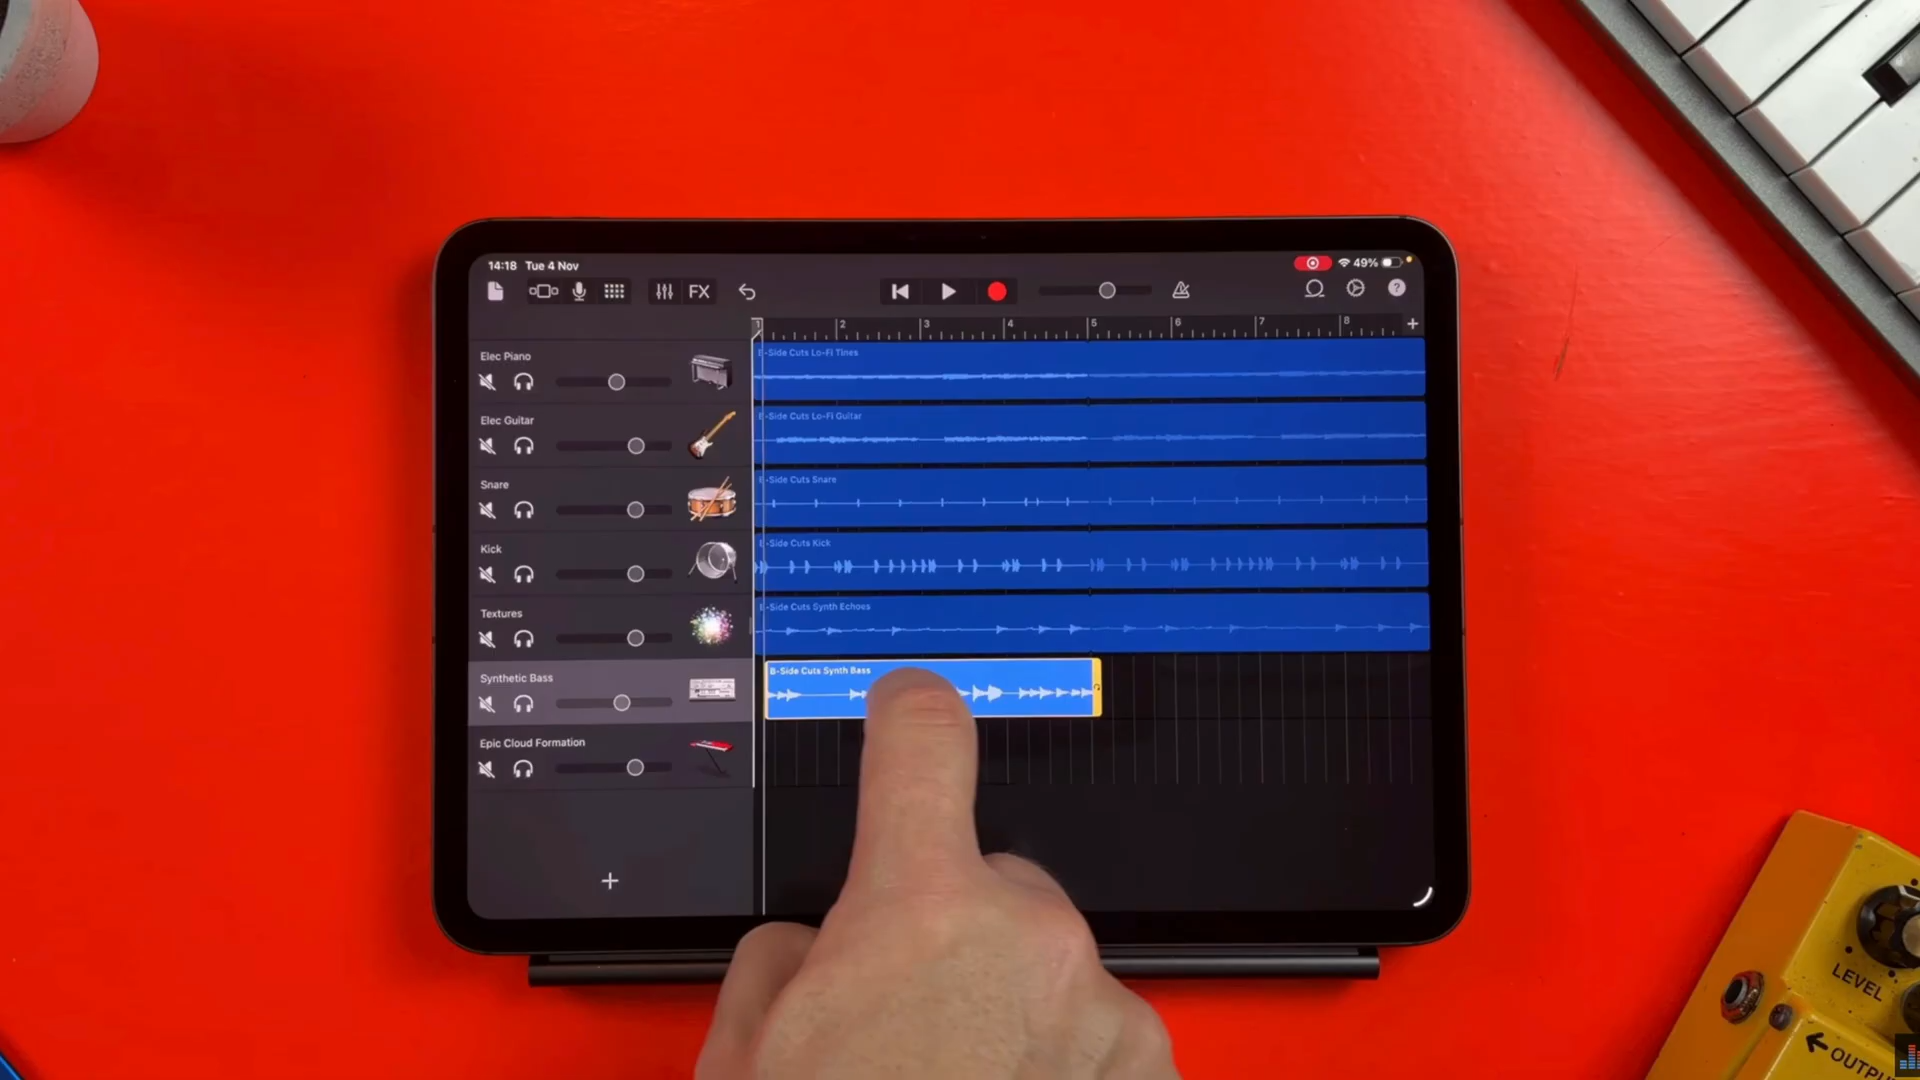 14:18 Tue 4 Nov
49%
FX
?
1 2 3 4 5 6 7 8 +
Elec Piano
-Side Cuts Lo-Fi Tines
Elec Guitar
-Side Cuts Lo-Fi Guitar
Snare
-Side Cuts Snare
Kick
-Side Cuts Kick
Textures
-Side Cuts Synth Echoes
Synthetic Bass
B-Side Cuts Synth Bass
Epic Cloud Formation
+
LEVEL
OUTPU